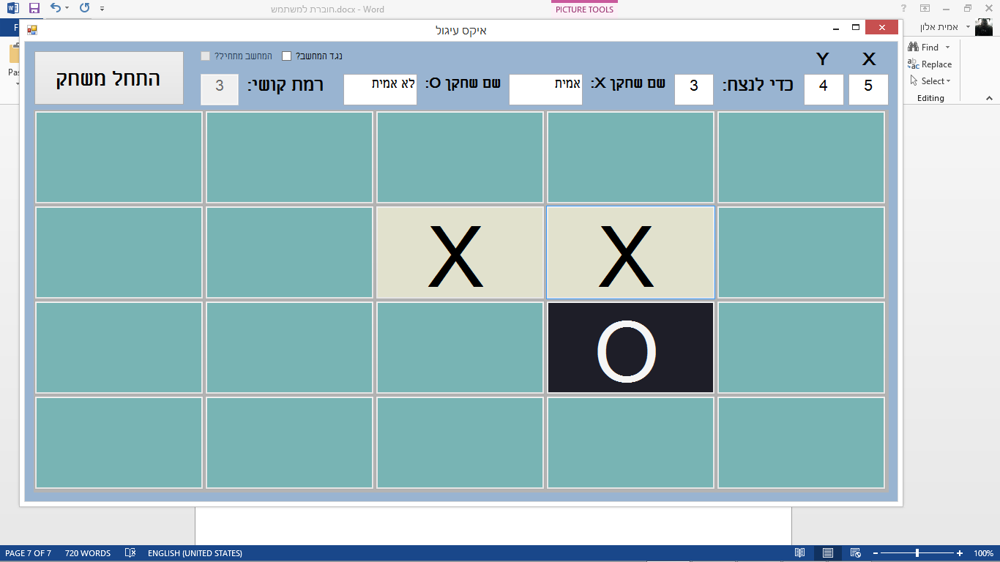 חוברת למשתמש.docx - Word
PICTURE TOOLS
אמית אלון
Find
Replace
Select
Editing
איקס עיגול
התחל משחק
המחשב מתחיל?
נגד המחשב?
Y
X
רמת קושי: 3
שם שחקן O: לא אמית
שם שחקן X: אמית
כדי לנצח: 3
4
5
X X
O
PAGE 7 OF 7 720 WORDS ENGLISH (UNITED STATES) 100%